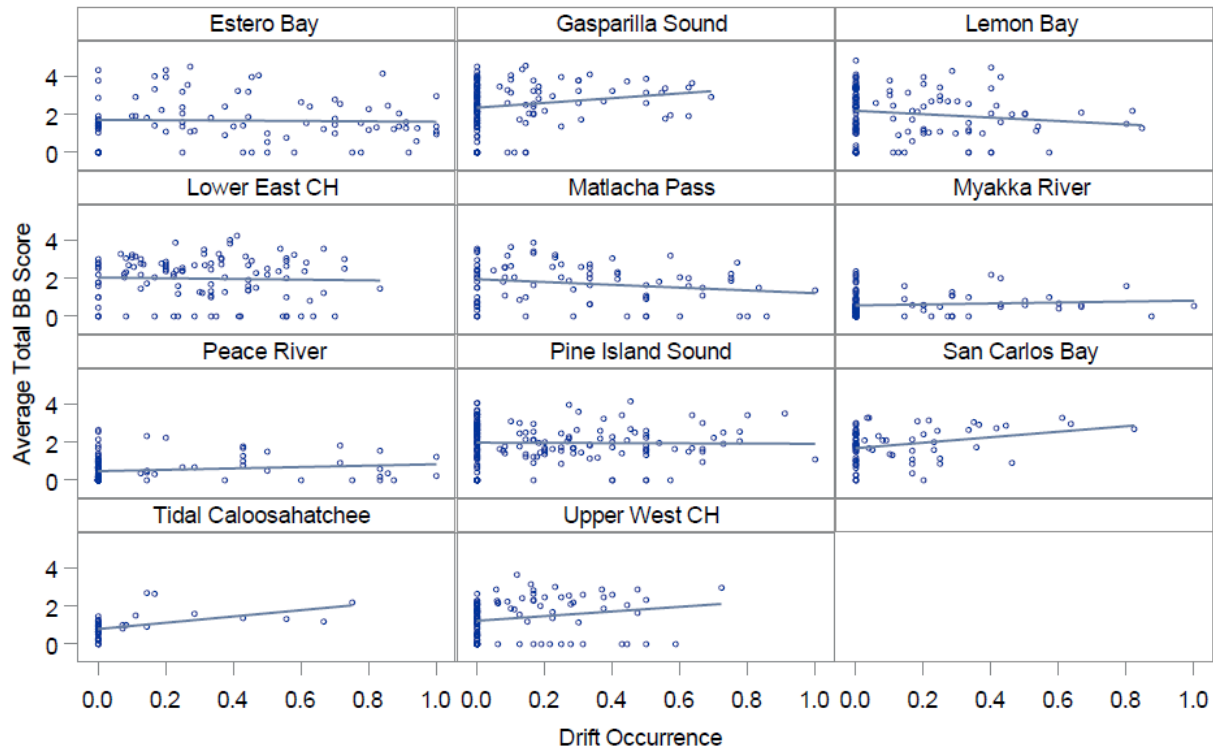 Estero Bay
Gasparilla Sound
Lemon Bay
4
2
0
Lower East CH
Matlacha Pass
Myakka River
4
2
0
Peace River
Pine Island Sound
San Carlos Bay
4
2
0
Tidal Caloosahatchee
Upper West CH
4
2
0
Average Total BB Score
0.0 0.2 0.4 0.6 0.8 1.0
0.0 0.2 0.4 0.6 0.8 1.0
0.0 0.2 0.4 0.6 0.8 1.0
Drift Occurrence